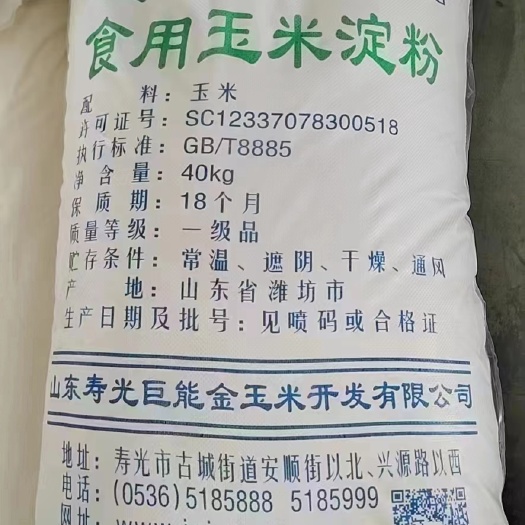 食用玉米淀粉
配 料：玉米
许可证号：SC12337078300518
执行标准：GB/T8885
净 含 量：40kg
保 质 期：18个月
质量等级：一级品
贮存条件：常温、遮阴、干燥、通风
产 地：山东省潍坊市
生产日期及批号：见喷码或合格证
山东寿光巨能金玉米开发有限公司
地址：寿光市古城街道安顺街以北、兴源路以西
电话：(0536) 5185888 5185999
网址：